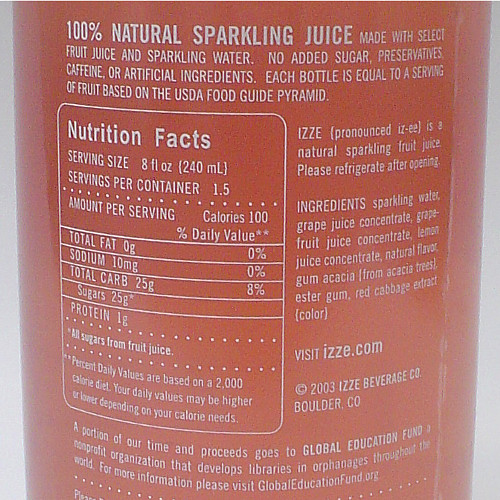 100% NATURAL SPARKLING JUICE MADE WITH SELECT
FRUIT JUICE AND SPARKLING WATER. NO ADDED SUGAR, PRESERVATIVES,
CAFFEINE, OR ARTIFICIAL INGREDIENTS. EACH BOTTLE IS EQUAL TO A SERVING
OF FRUIT BASED ON THE USDA FOOD GUIDE PYRAMID.
Nutrition Facts
SERVING SIZE 8 fl oz (240 mL)
SERVINGS PER CONTAINER 1.5
AMOUNT PER SERVING Calories 100
% Daily Value**
TOTAL FAT 0g 0%
SODIUM 10mg 0%
TOTAL CARB 25g 8%
Sugars 25g*
PROTEIN 1g
*All sugars from fruit juice.
**Percent Daily Values are based on a 2,000
calorie diet. Your daily values may be higher
or lower depending on your calorie needs.
IZZE (pronounced iz-ee) is a
natural sparkling fruit juice.
Please refrigerate after opening.
INGREDIENTS sparkling water,
grape juice concentrate, grape-
fruit juice concentrate, lemon
juice concentrate, natural flavor,
gum acacia (from acacia trees),
ester gum, red cabbage extract
(color)
VISIT izze.com
© 2003 IZZE BEVERAGE CO.
BOULDER, CO
A portion of our time and proceeds goes to GLOBAL EDUCATION FUND a
nonprofit organization that develops libraries in orphanages throughout the
world. For more information please visit GlobalEducationFund.org
Please